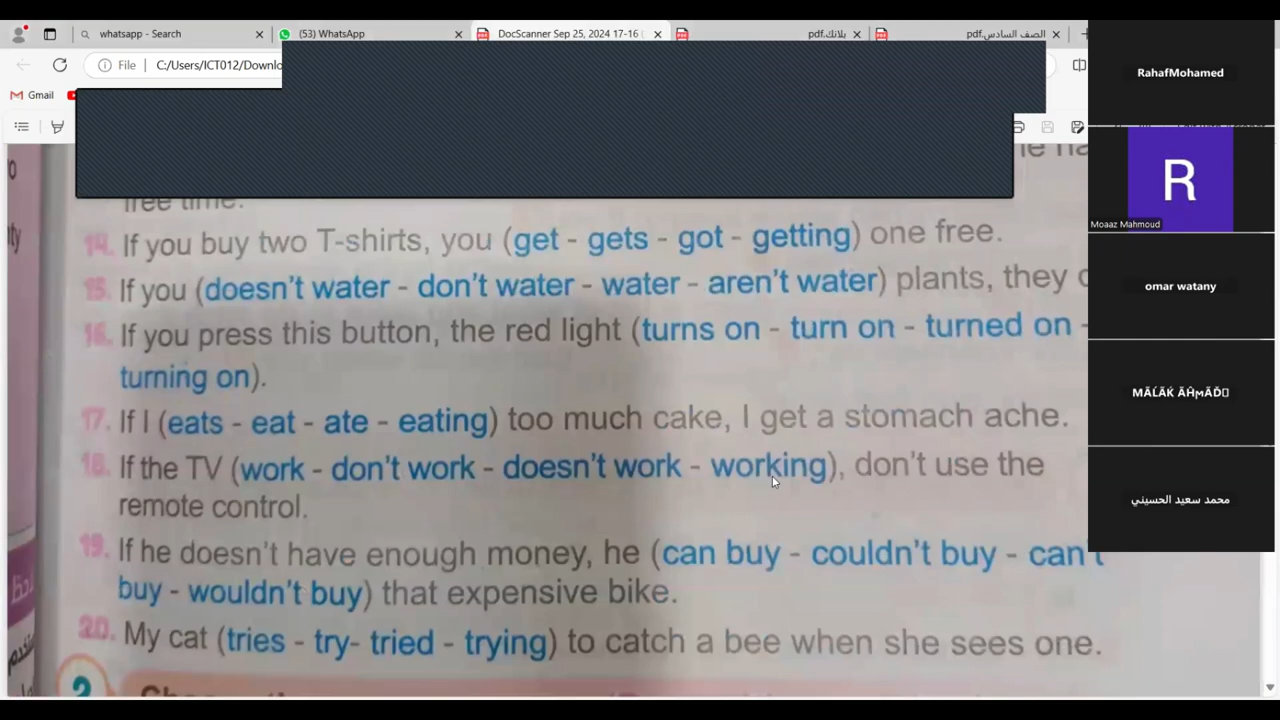 whatsapp - Search
(53) WhatsApp
DocScanner Sep 25, 2024 17-16
بلانك.pdf
الصف السادس.pdf
File
C:/Users/ICT012/Downlo
Gmail
free time.
14. If you buy two T-shirts, you (get - gets - got - getting) one free.
15. If you (doesn't water - don't water - water - aren't water) plants, they
16. If you press this button, the red light (turns on - turn on - turned on -
turning on).
17. If I (eats - eat - ate - eating) too much cake, I get a stomach ache.
18. If the TV (work - don't work - doesn't work - working), don't use the
remote control.
19. If he doesn't have enough money, he (can buy - couldn't buy - can't
buy - wouldn't buy) that expensive bike.
20. My cat (tries - try- tried - trying) to catch a bee when she sees one.
2
RahafMohamed
R
Moaaz Mahmoud
omar watany
MÃĹÃḰ ÃĤϻÃĎ
محمد سعيد الحسيني